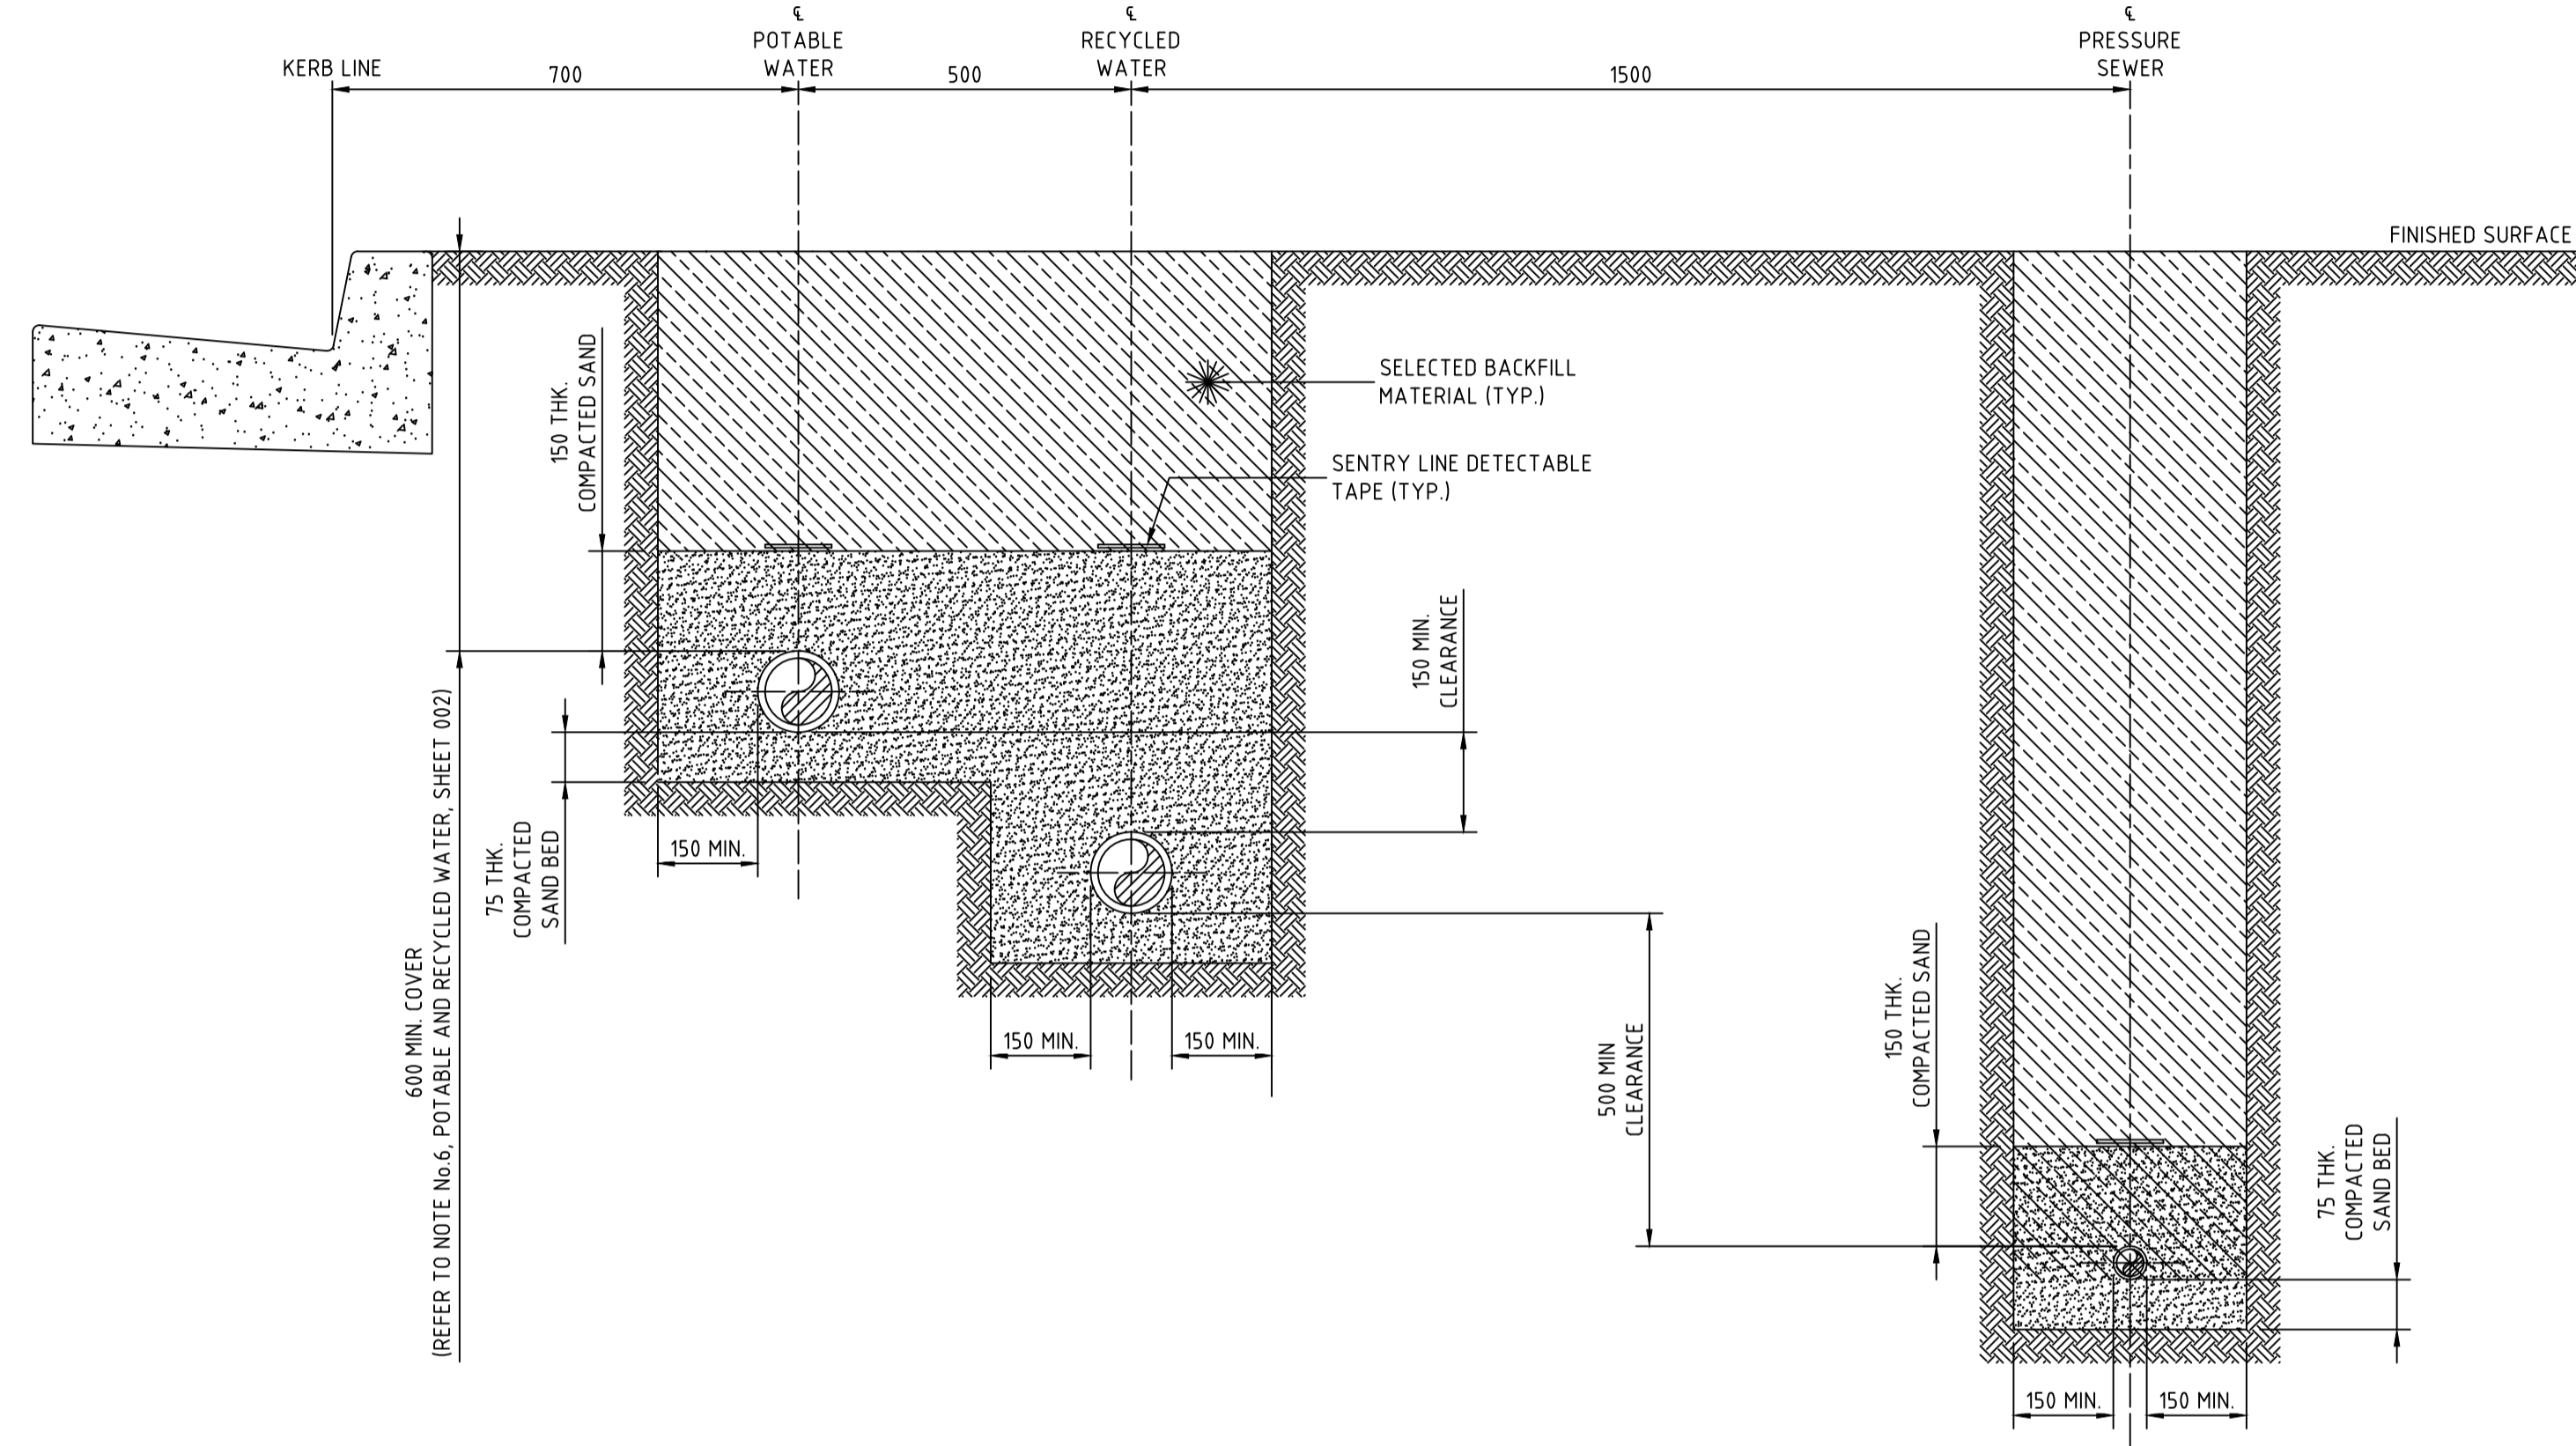 ℄
POTABLE
WATER
℄
RECYCLED
WATER
℄
PRESSURE
SEWER
KERB LINE
700
500
1500
FINISHED SURFACE
150 THK.
COMPACTED SAND
SELECTED BACKFILL
MATERIAL (TYP.)
SENTRY LINE DETECTABLE
TAPE (TYP.)
150 MIN.
CLEARANCE
600 MIN. COVER
(REFER TO NOTE No.6, POTABLE AND RECYCLED WATER, SHEET 002)
75 THK.
COMPACTED
SAND BED
150 MIN.
150 MIN.
150 MIN.
500 MIN
CLEARANCE
150 THK.
COMPACTED SAND
75 THK.
COMPACTED
SAND BED
150 MIN.
150 MIN.